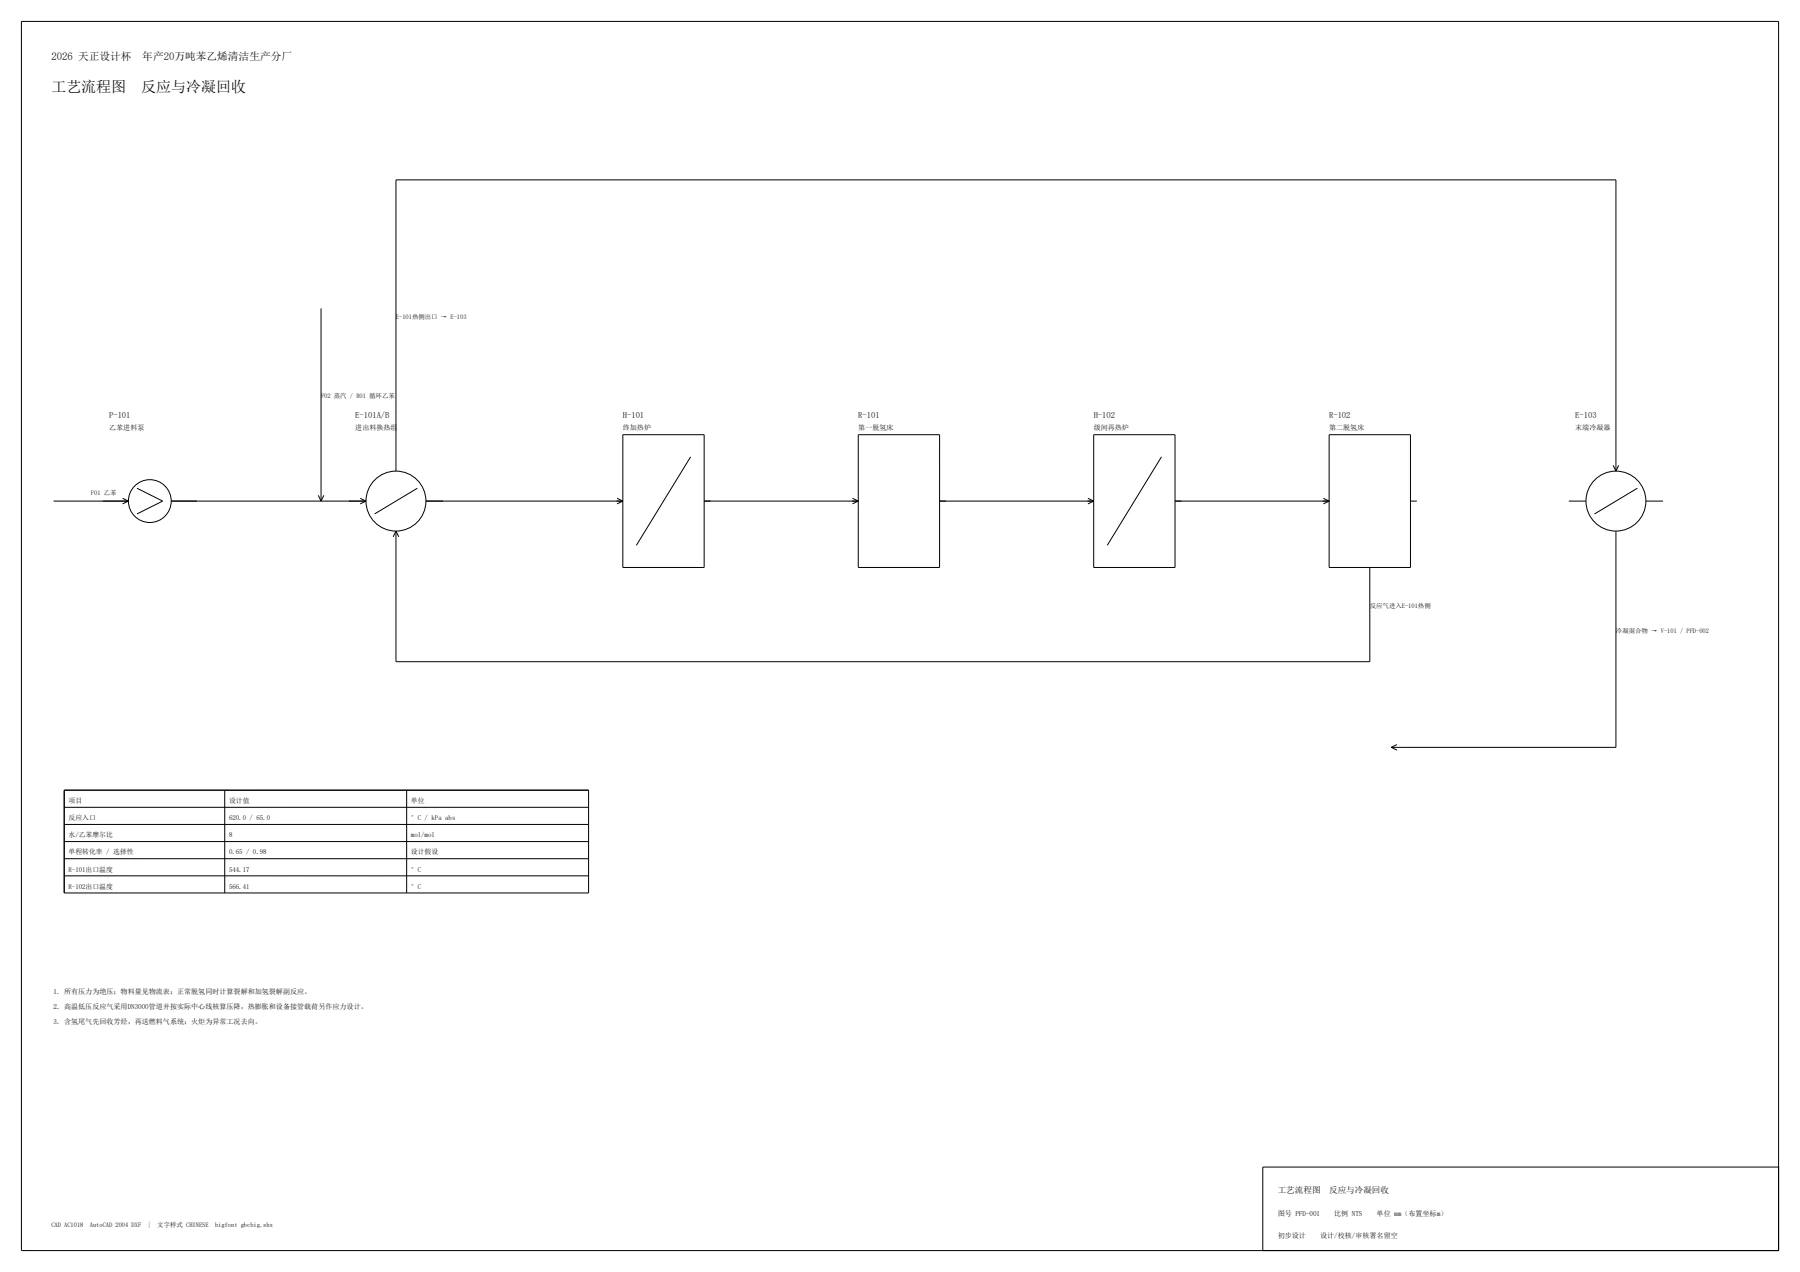 2026 天正设计杯　年产20万吨苯乙烯清洁生产分厂
工艺流程图　反应与冷凝回收
E-101热侧出口 → E-103
F02 蒸汽 / R01 循环乙苯
P-101
乙苯进料泵
E-101A/B
进出料换热组
H-101
终加热炉
R-101
第一脱氢床
H-102
级间再热炉
R-102
第二脱氢床
E-103
末端冷凝器
F01 乙苯
反应气进入E-101热侧
冷凝混合物 → V-101 / PFD-002
项目 设计值 单位
反应入口 620.0 / 65.0 °C / kPa abs
水/乙苯摩尔比 8 mol/mol
单程转化率 / 选择性 0.65 / 0.98 设计假设
R-101出口温度 544.17 °C
R-102出口温度 566.41 °C
1. 所有压力为绝压；物料量见物流表；正常脱氢同时计算裂解和加氢裂解副反应。
2. 高温低压反应气采用DN3000管道并按实际中心线核算压降，热膨胀和设备接管载荷另作应力设计。
3. 含氢尾气先回收芳烃，再送燃料气系统；火炬为异常工况去向。
工艺流程图　反应与冷凝回收
图号 PFD-001　比例 NTS　单位 mm（布置坐标m）
初步设计　设计/校核/审核署名留空
CAD AC1018　AutoCAD 2004 DXF　|　文字样式 CHINESE　bigfont gbcbig.shx